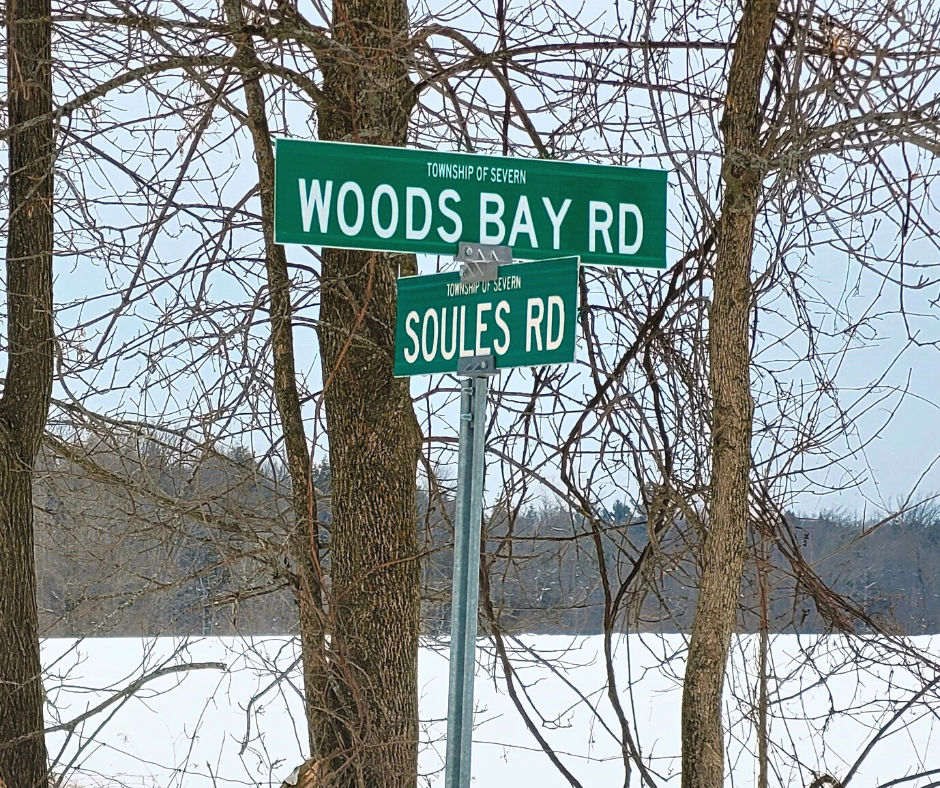 TOWNSHIP OF SEVERN
WOODS BAY RD
TOWNSHIP OF SEVERN
SOULES RD